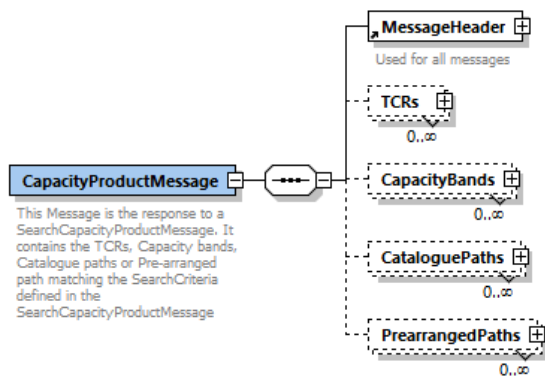 MessageHeader
Used for all messages
TCRs
0..∞
CapacityProductMessage
CapacityBands
0..∞
This Message is the response to a
SearchCapacityProductMessage. It
contains the TCRs, Capacity bands,
Catalogue paths or Pre-arranged
path matching the SearchCriteria
defined in the
SearchCapacityProductMessage
CataloguePaths
0..∞
PrearrangedPaths
0..∞